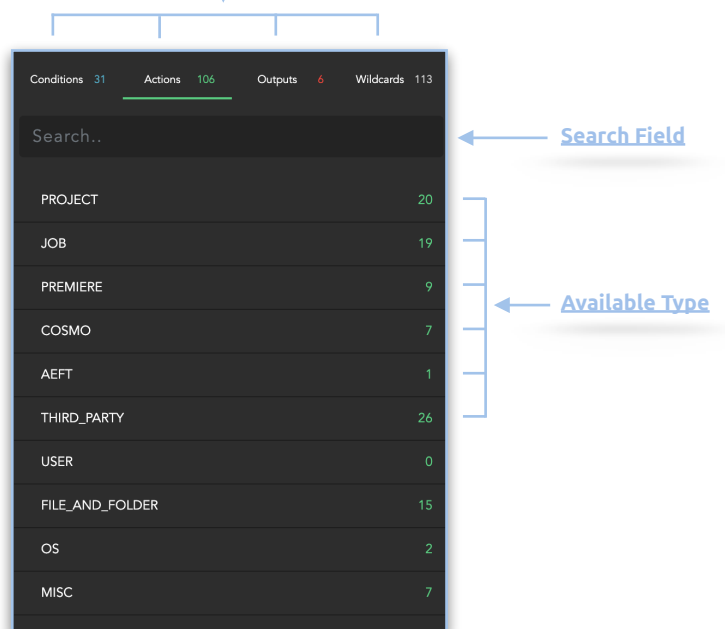 Conditions 31 Actions 106 Outputs 6 Wildcards 113
Search..
Search Field
PROJECT 20
JOB 19
PREMIERE 9
Available Type
COSMO 7
AEFT 1
THIRD_PARTY 26
USER 0
FILE_AND_FOLDER 15
OS 2
MISC 7